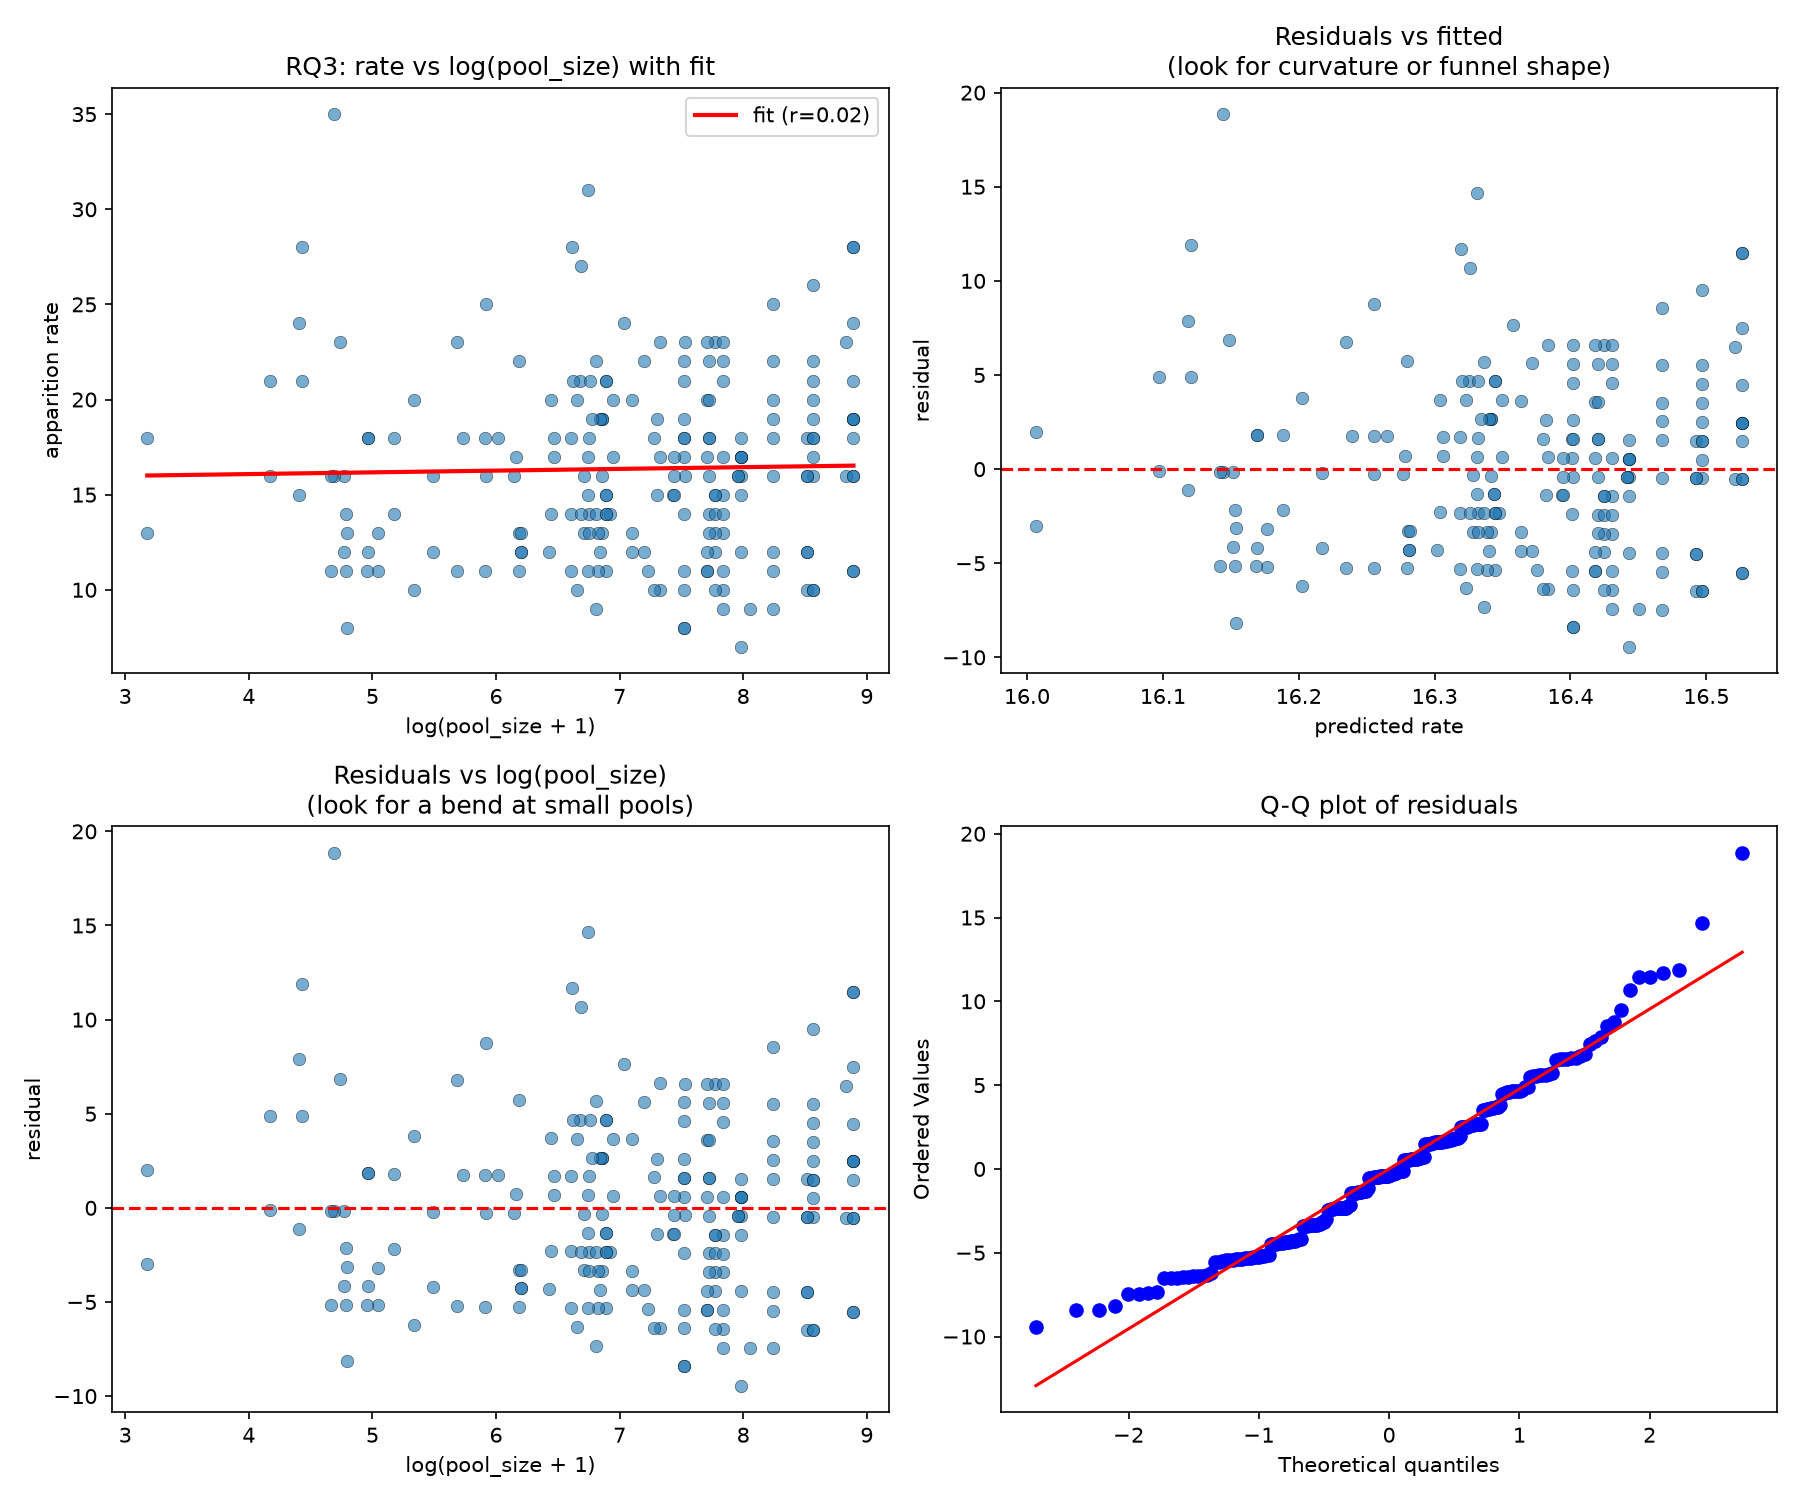 RQ3: rate vs log(pool_size) with fit
fit (r=0.02)
35
30
25
20
15
10
apparition rate
3 4 5 6 7 8 9
log(pool_size + 1)
Residuals vs fitted
(look for curvature or funnel shape)
20
15
10
5
0
−5
−10
residual
16.0 16.1 16.2 16.3 16.4 16.5
predicted rate
Residuals vs log(pool_size)
(look for a bend at small pools)
20
15
10
5
0
−5
−10
residual
3 4 5 6 7 8 9
log(pool_size + 1)
Q-Q plot of residuals
20
15
10
5
0
−5
−10
Ordered Values
−2 −1 0 1 2
Theoretical quantiles